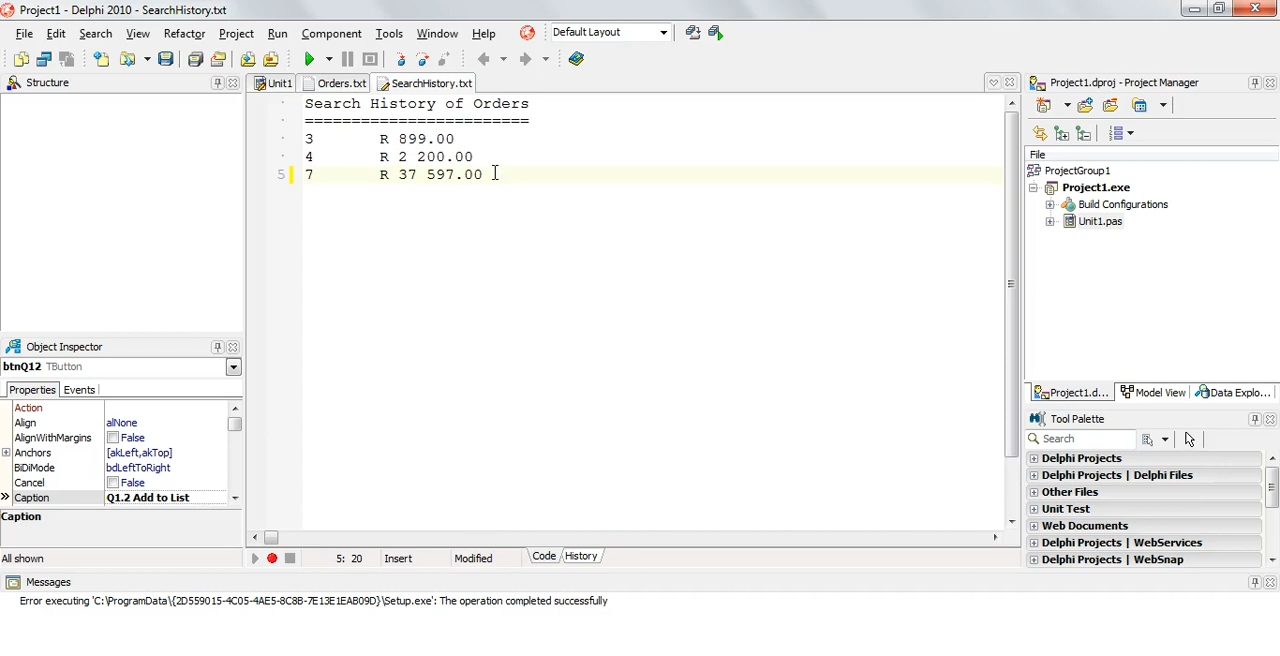 Project1 - Delphi 2010 - SearchHistory.txt
File Edit Search View Refactor Project Run Component Tools Window Help Default Layout
Structure
Unit1 Orders.txt SearchHistory.txt
Project1.dproj - Project Manager
Search History of Orders
========================
3 R 899.00
4 R 2 200.00
5 7 R 37 597.00
File
ProjectGroup1
Project1.exe
Build Configurations
Unit1.pas
Object Inspector
btnQ12 TButton
Properties Events
Action
Align alNone
AlignWithMargins False
Anchors [akLeft,akTop]
BiDiMode bdLeftToRight
Cancel False
Caption Q1.2 Add to List
Caption
All shown
5: 20 Insert Modified Code History
Project1.d... Model View Data Explo...
Tool Palette
Search
Delphi Projects
Delphi Projects | Delphi Files
Other Files
Unit Test
Web Documents
Delphi Projects | WebServices
Delphi Projects | WebSnap
Messages
Error executing 'C:\ProgramData\{2D559015-4C05-4AE5-8C8B-7E13E1EAB09D}\Setup.exe': The operation completed successfully